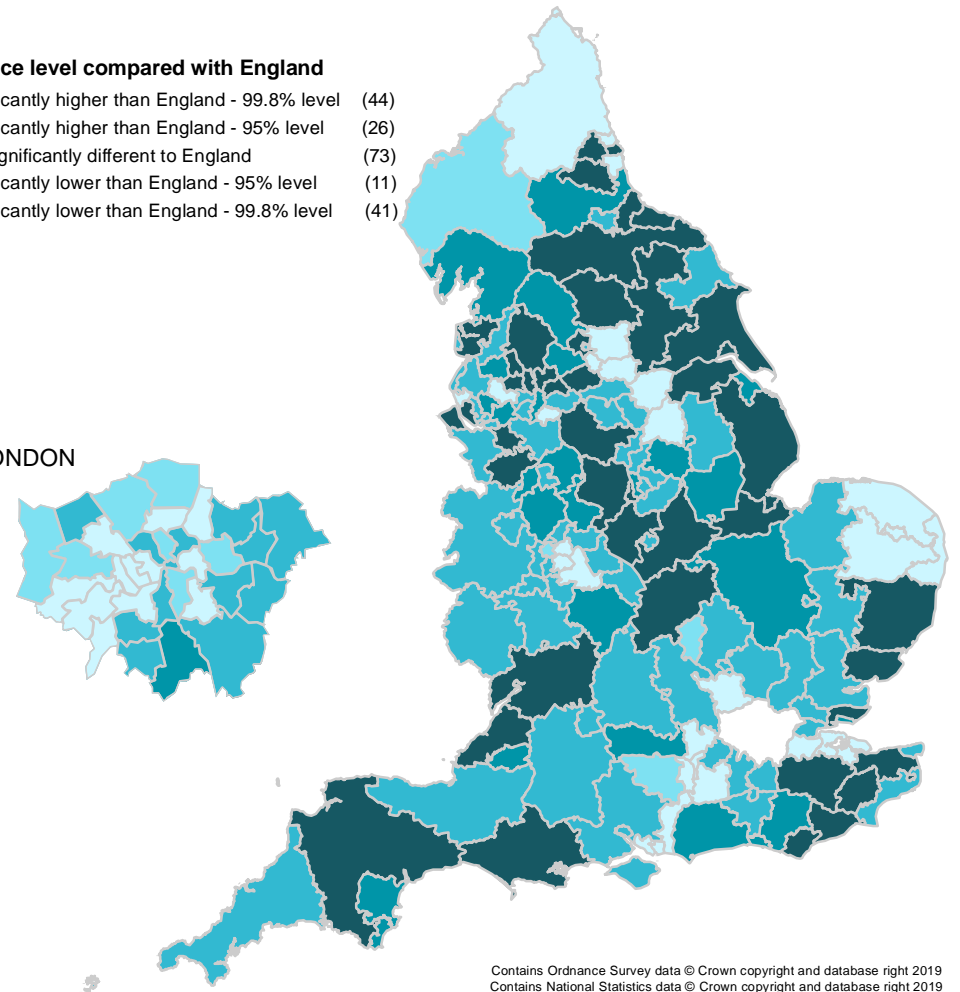 ce level compared with England
cantly higher than England - 99.8% level (44)
cantly higher than England - 95% level (26)
gnificantly different to England (73)
cantly lower than England - 95% level (11)
cantly lower than England - 99.8% level (41)
ONDON
Contains Ordnance Survey data © Crown copyright and database right 2019
Contains National Statistics data © Crown copyright and database right 2019